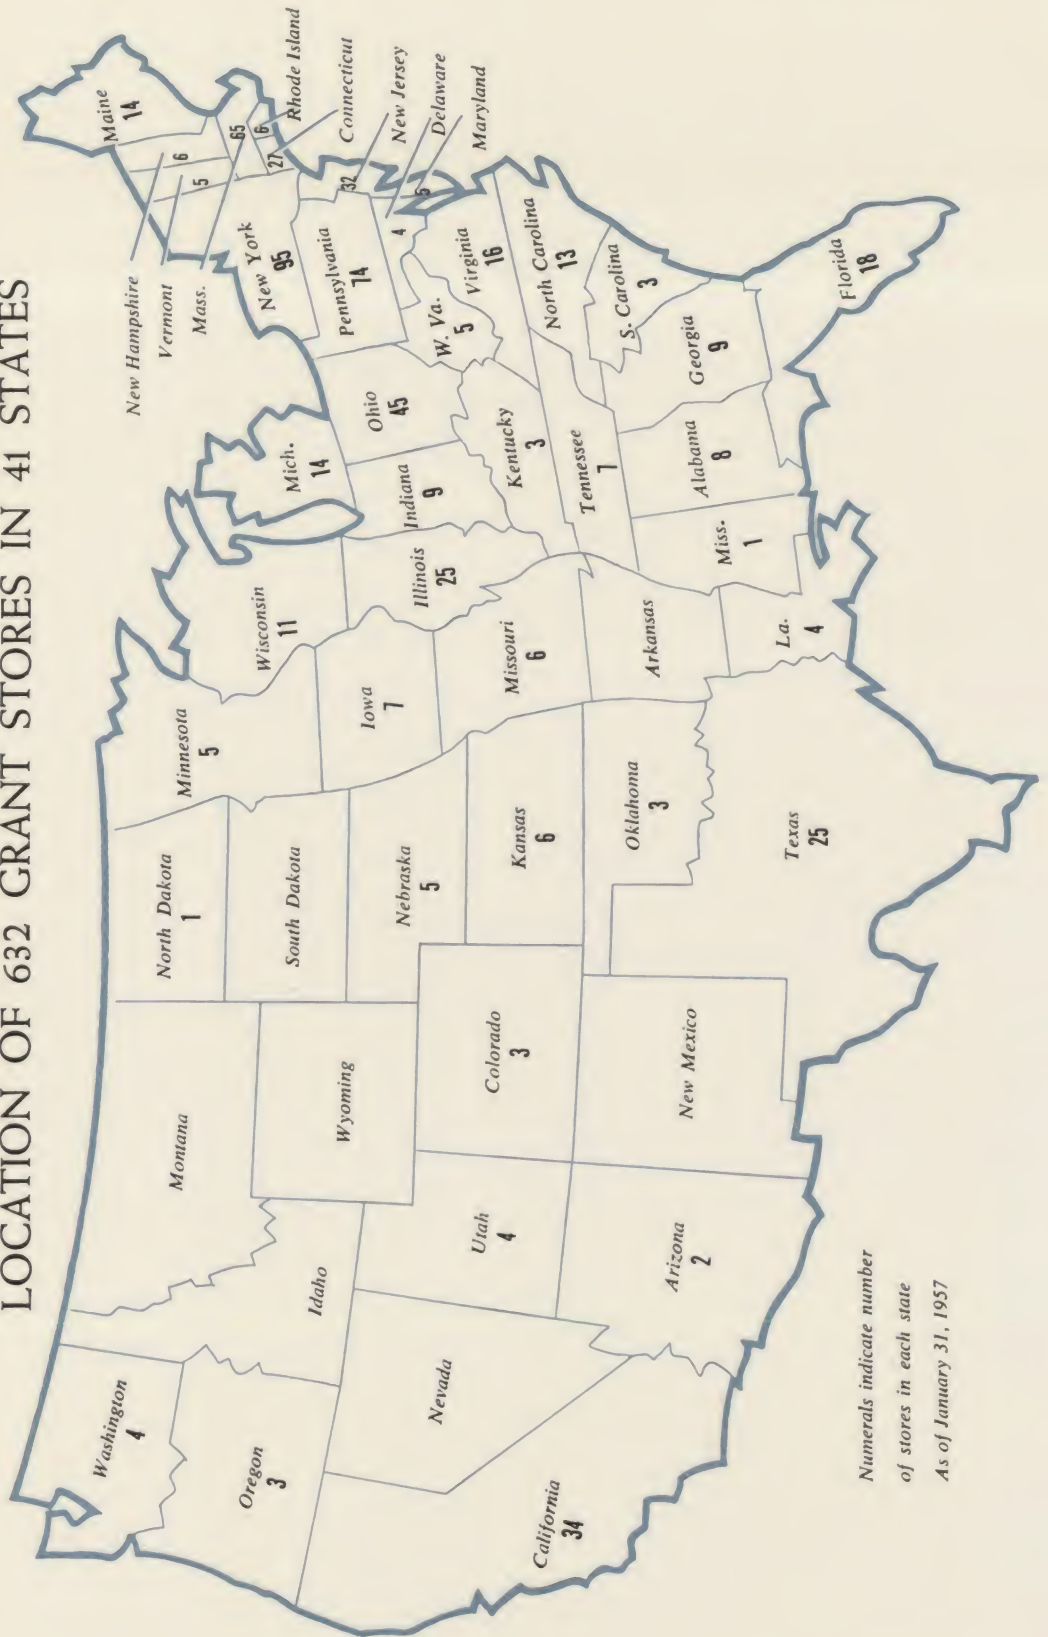 LOCATION OF 632 GRANT STORES IN 41 STATES
Washington
4
Oregon
3
California
34
Idaho
Nevada
Montana
Wyoming
Utah
4
Arizona
2
Colorado
3
New Mexico
North Dakota
1
South Dakota
Nebraska
5
Kansas
6
Oklahoma
3
Texas
25
Minnesota
5
Iowa
7
Missouri
6
Arkansas
La.
4
Wisconsin
11
Illinois
25
Mich.
14
Indiana
9
Ohio
45
Kentucky
3
Tennessee
7
Miss.
1
Alabama
8
Georgia
9
Florida
18
S. Carolina
3
North Carolina
13
Virginia
16
W. Va.
5
Pennsylvania
74
New York
95
New Hampshire
6
Vermont
5
Mass.
65
Maine
14
Rhode Island
6
Connecticut
27
New Jersey
32
Delaware
5
Maryland
4
Numerals indicate number
of stores in each state
As of January 31, 1957